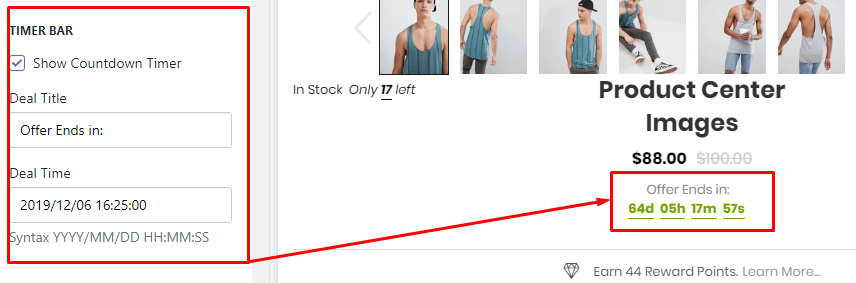 TIMER BAR
Show Countdown Timer
Deal Title
Offer Ends in:
Deal Time
2019/12/06 16:25:00
Syntax YYYY/MM/DD HH:MM:SS
In Stock Only 17 left
Product Center
Images
$88.00 $100.00
Offer Ends in:
64d 05h 17m 57s
Earn 44 Reward Points. Learn More...